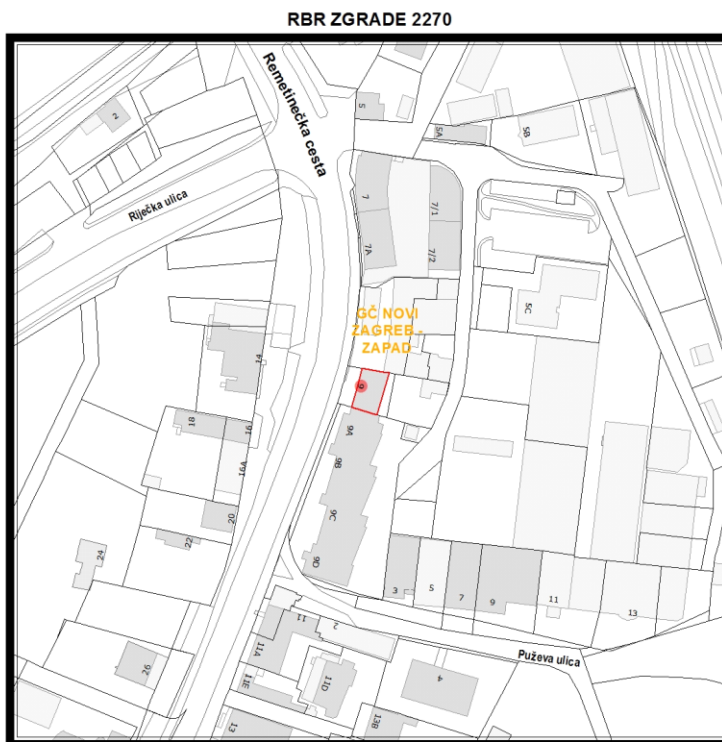 RBR ZGRADE 2270
Remetinečka cesta
Riječka ulica
2
5
5A
5B
7
7/1
7A
7/2
5C
GČ NOVI
ZAGREB -
ZAPAD
14
9
18
16
9A
16A
9B
20
9C
22
24
9D
3
5
7
9
11
13
11
2
11A
Puževa ulica
26
11E
11D
4
13
13B